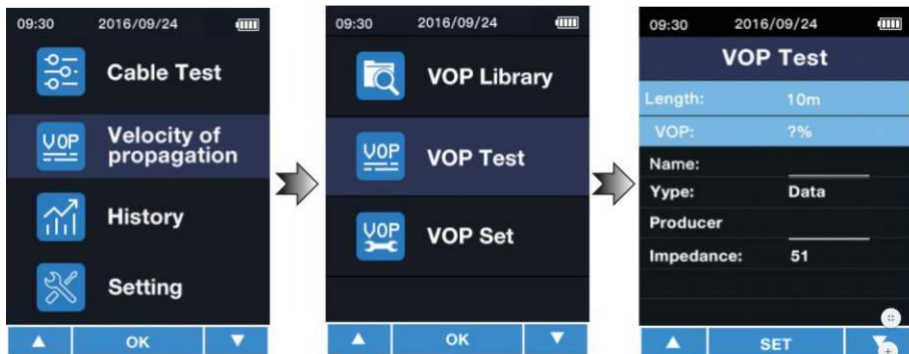 09:30 2016/09/24
Cable Test
VOP
Velocity of
propagation
History
Setting
OK
09:30 2016/09/24
VOP Library
VOP
VOP Test
VOP
VOP Set
OK
09:30 2016/09/24
VOP Test
Length: 10m
VOP: ?%
Name:
Yype: Data
Producer
Impedance: 51
SET